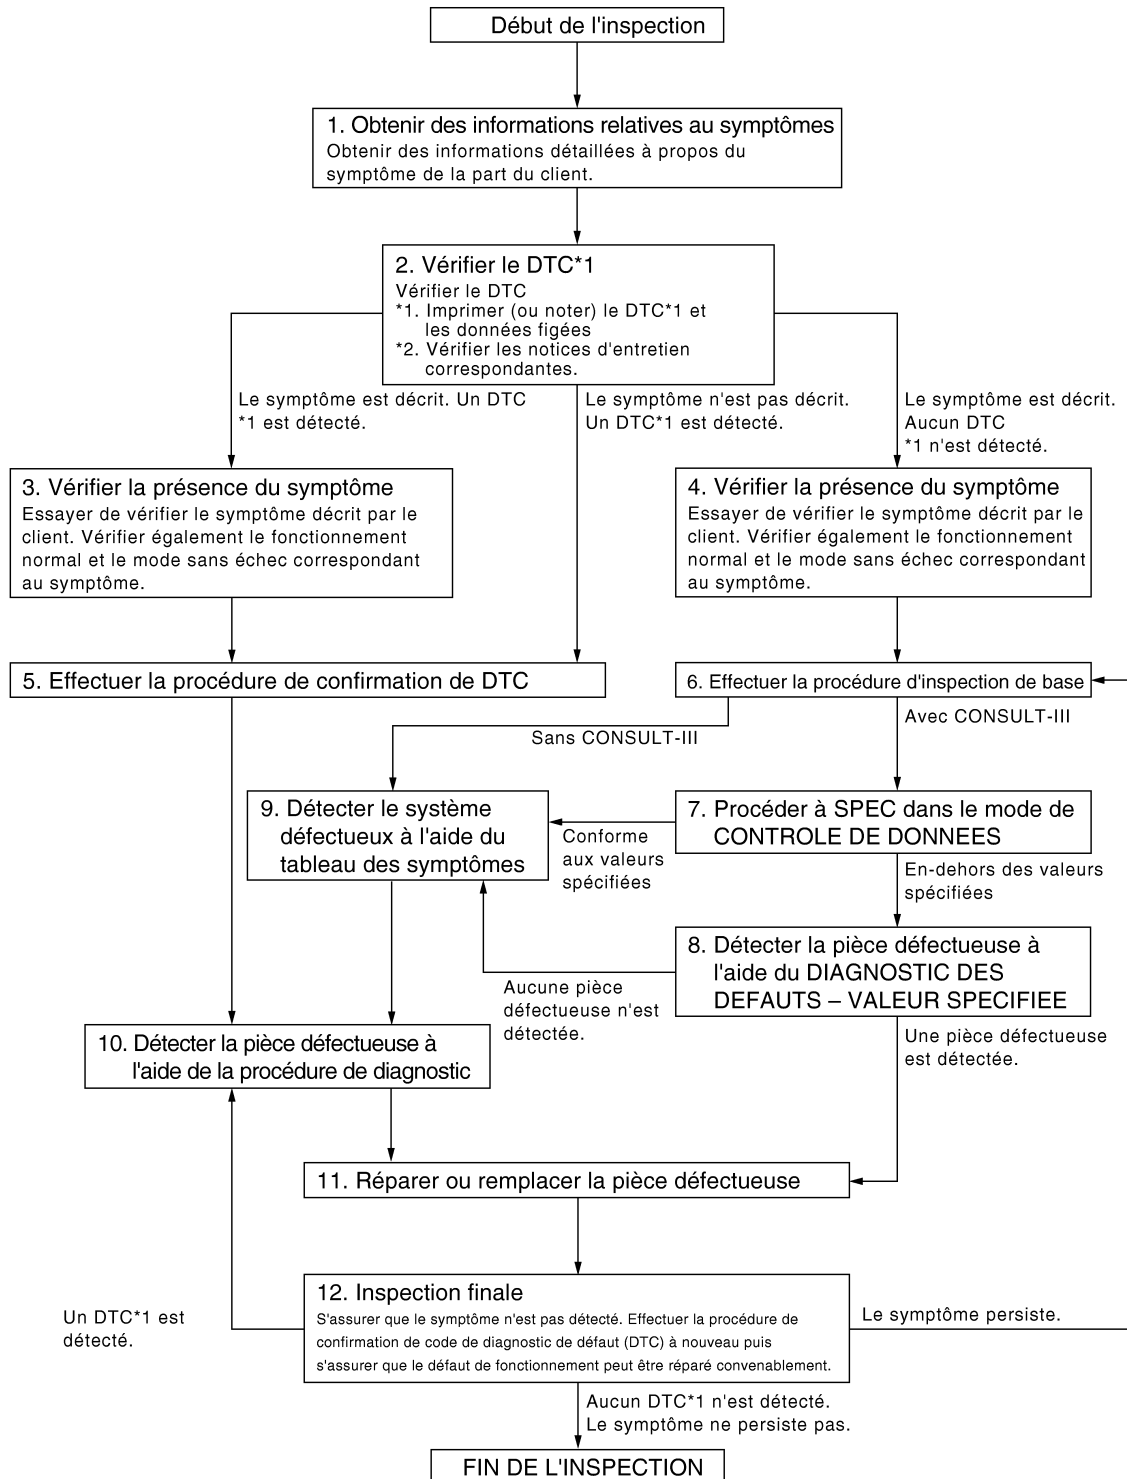 Début de l'inspection
1. Obtenir des informations relatives au symptômes
Obtenir des informations détaillées à propos du
symptôme de la part du client.
2. Vérifier le DTC*1
Vérifier le DTC
*1. Imprimer (ou noter) le DTC*1 et
les données figées
*2. Vérifier les notices d'entretien
correspondantes.
Le symptôme est décrit. Un DTC
*1 est détecté.
Le symptôme n'est pas décrit.
Un DTC*1 est détecté.
Le symptôme est décrit.
Aucun DTC
*1 n'est détecté.
3. Vérifier la présence du symptôme
Essayer de vérifier le symptôme décrit par le
client. Vérifier également le fonctionnement
normal et le mode sans échec correspondant
au symptôme.
4. Vérifier la présence du symptôme
Essayer de vérifier le symptôme décrit par le
client. Vérifier également le fonctionnement
normal et le mode sans échec correspondant
au symptôme.
5. Effectuer la procédure de confirmation de DTC
6. Effectuer la procédure d'inspection de base
Sans CONSULT-III
Avec CONSULT-III
9. Détecter le système
défectueux à l'aide du
tableau des symptômes
Conforme
aux valeurs
spécifiées
7. Procéder à SPEC dans le mode de
CONTROLE DE DONNEES
En-dehors des valeurs
spécifiées
8. Détecter la pièce défectueuse à
l'aide du DIAGNOSTIC DES
DEFAUTS – VALEUR SPECIFIEE
Aucune pièce
défectueuse n'est
détectée.
Une pièce défectueuse
est détectée.
10. Détecter la pièce défectueuse à
l'aide de la procédure de diagnostic
11. Réparer ou remplacer la pièce défectueuse
12. Inspection finale
S'assurer que le symptôme n'est pas détecté. Effectuer la procédure de
confirmation de code de diagnostic de défaut (DTC) à nouveau puis
s'assurer que le défaut de fonctionnement peut être réparé convenablement.
Un DTC*1 est
détecté.
Le symptôme persiste.
Aucun DTC*1 n'est détecté.
Le symptôme ne persiste pas.
FIN DE L'INSPECTION